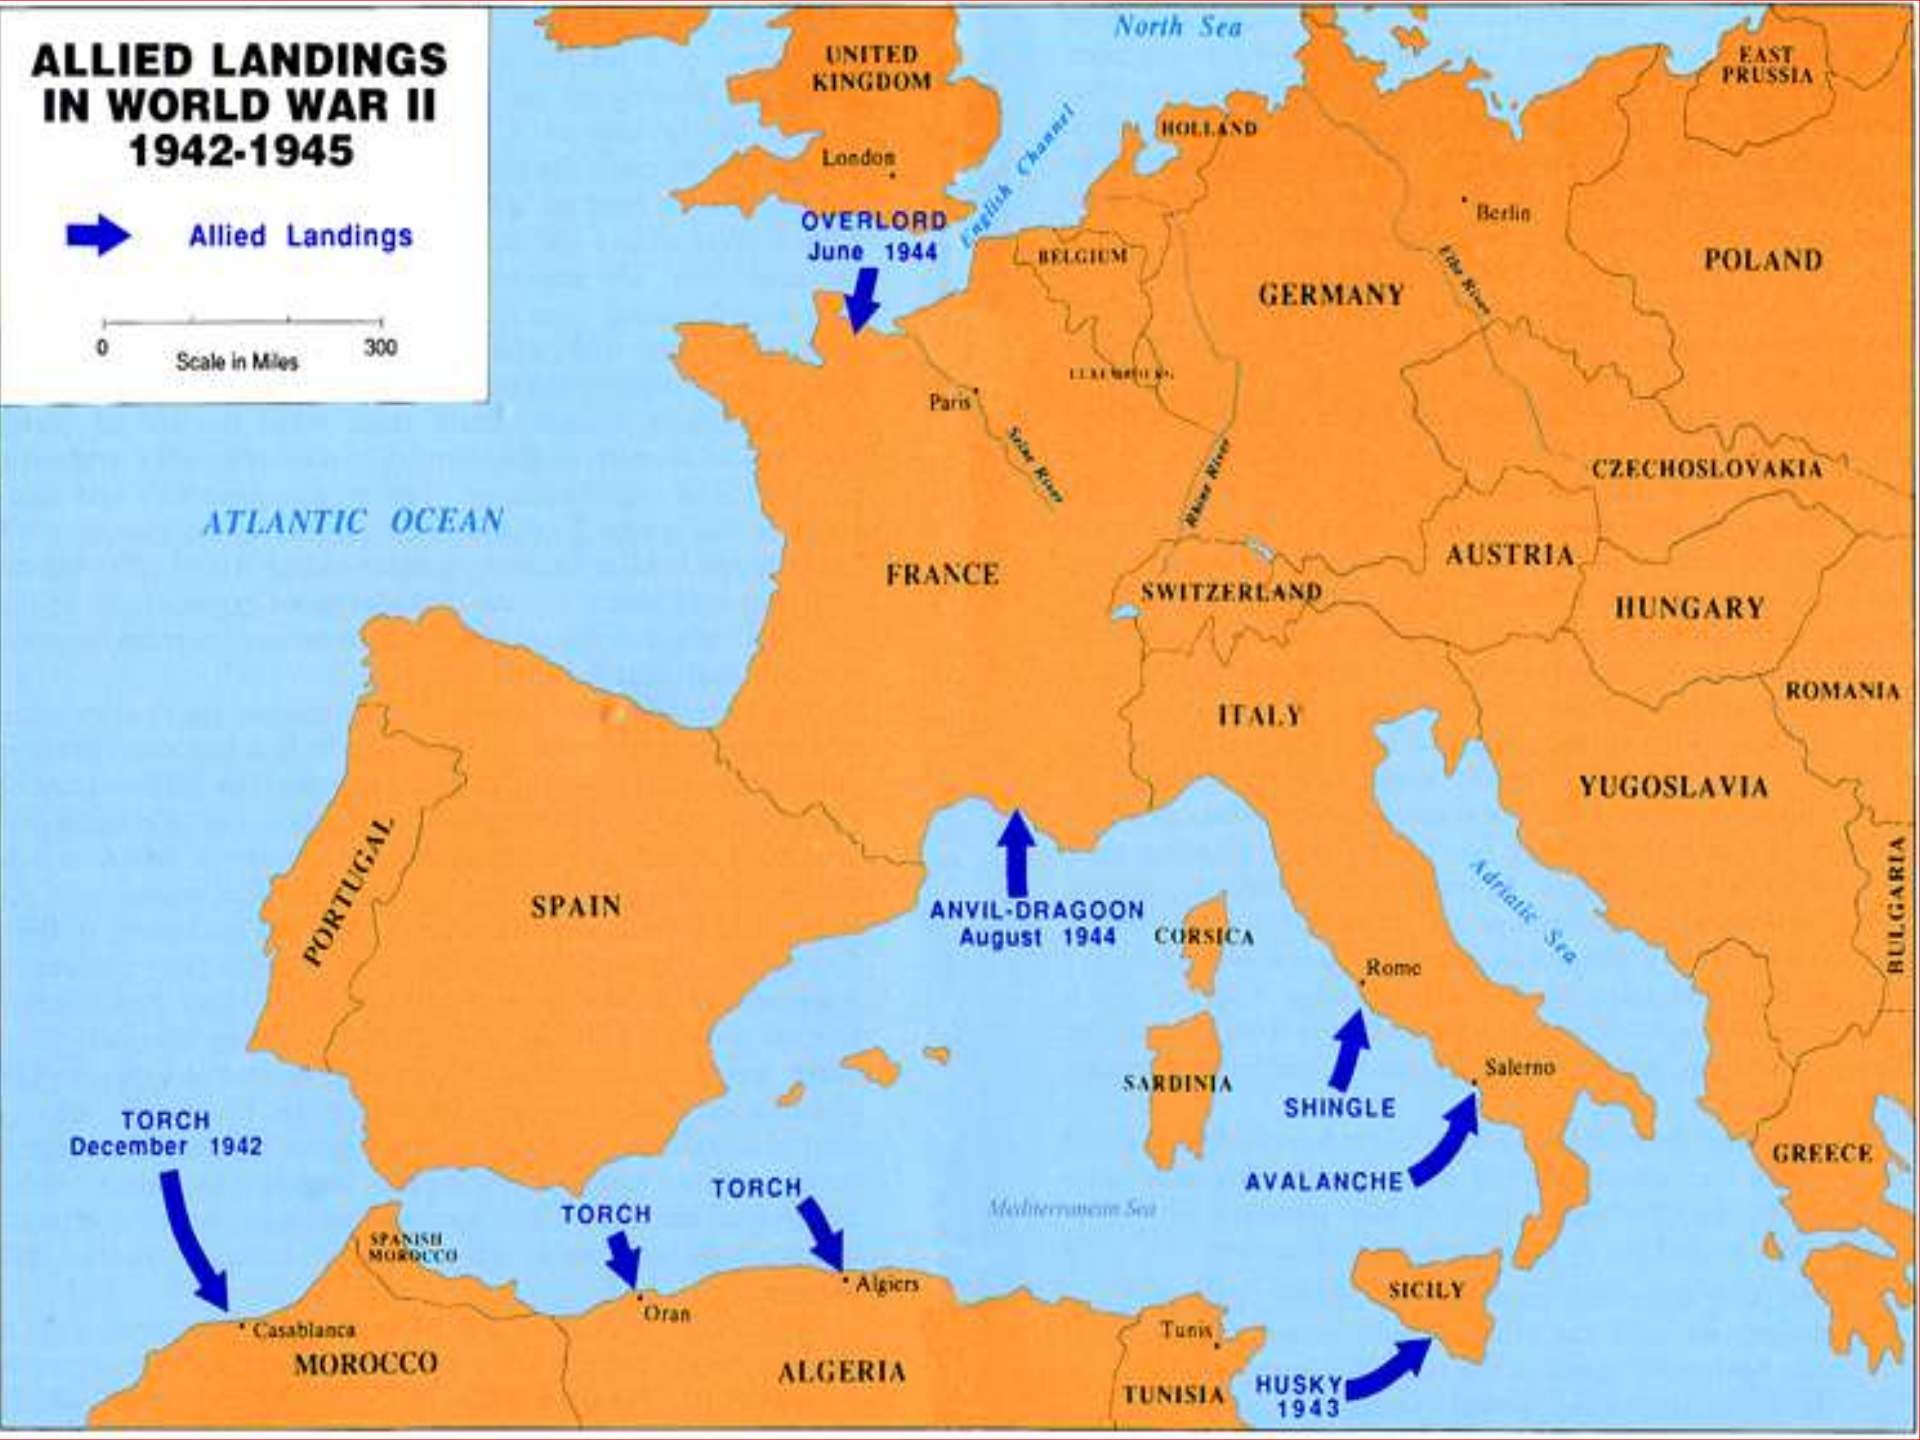 ALLIED LANDINGS
IN WORLD WAR II
1942-1945
Allied Landings
0
300
Scale in Miles
North Sea
UNITED
KINGDOM
London
English Channel
HOLLAND
EAST
PRUSSIA
OVERLORD
June 1944
BELGIUM
Berlin
Elbe River
POLAND
GERMANY
Paris
Seine River
Rhine River
CZECHOSLOVAKIA
ATLANTIC OCEAN
FRANCE
SWITZERLAND
AUSTRIA
HUNGARY
ROMANIA
ITALY
YUGOSLAVIA
BULGARIA
PORTUGAL
SPAIN
ANVIL-DRAGOON
August 1944
CORSICA
Adriatic Sea
Rome
SARDINIA
SHINGLE
Salerno
AVALANCHE
GREECE
TORCH
December 1942
TORCH
TORCH
Mediterranean Sea
SPANISH
MOROCCO
Casablanca
MOROCCO
Oran
Algiers
ALGERIA
Tunis
TUNISIA
SICILY
HUSKY
1943